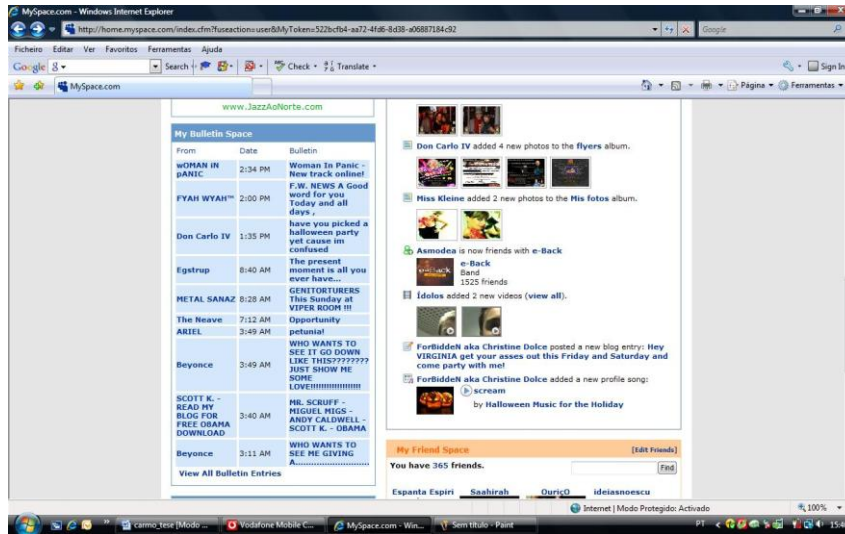 MySpace.com - Windows Internet Explorer
http://home.myspace.com/index.cfm?fuseaction=user&MyToken=522bcfb4-aa72-4fd6-8d38-a06887184c92
Google
Ficheiro Editar Ver Favoritos Ferramentas Ajuda
Google Search Check Translate Sign In
MySpace.com Página Ferramentas
www.JazzAoNorte.com
My Bulletin Space
From Date Bulletin
wOMAN IN pANIC 2:34 PM Woman In Panic - New track online!
FYAH WYAH™ 2:00 PM F.W. NEWS A Good word for you Today and all days ,
Don Carlo IV 1:35 PM have you picked a halloween party yet cause im confused
Egstrup 8:40 AM The present moment is all you ever have...
METAL SANAZ 8:28 AM GENITORTURERS This Sunday at VIPER ROOM !!!
The Neave 7:12 AM Opportunity
ARIEL 3:49 AM petunia!
Beyonce 3:49 AM WHO WANTS TO SEE IT GO DOWN LIKE THIS???????? JUST SHOW ME SOME LOVE!!!!!!!!!!!!!!!!!!
SCOTT K. - READ MY BLOG FOR FREE OBAMA DOWNLOAD 3:40 AM MR. SCRUFF - MIGUEL MIGS - ANDY CALDWELL - SCOTT K. - OBAMA
Beyonce 3:11 AM WHO WANTS TO SEE ME GIVING A...........................
View All Bulletin Entries
Don Carlo IV added 4 new photos to the flyers album.
Miss Kleine added 2 new photos to the Mis fotos album.
Asmodea is now friends with e-Back
e-Back
Band
1525 friends
Ídolos added 2 new videos (view all).
ForBiddeN aka Christine Dolce posted a new blog entry: Hey
VIRGINIA get your asses out this Friday and Saturday and
come party with me!
ForBiddeN aka Christine Dolce added a new profile song:
scream
by Halloween Music for the Holiday
My Friend Space [Edit Friends]
You have 365 friends.
Find
Espanta Espiri Saahirah OuriçO ideiasnoescu
Internet | Modo Protegido: Activado 100%
carmo_tese [Modo ... Vodafone Mobile C... MySpace.com - Win... Sem título - Paint PT